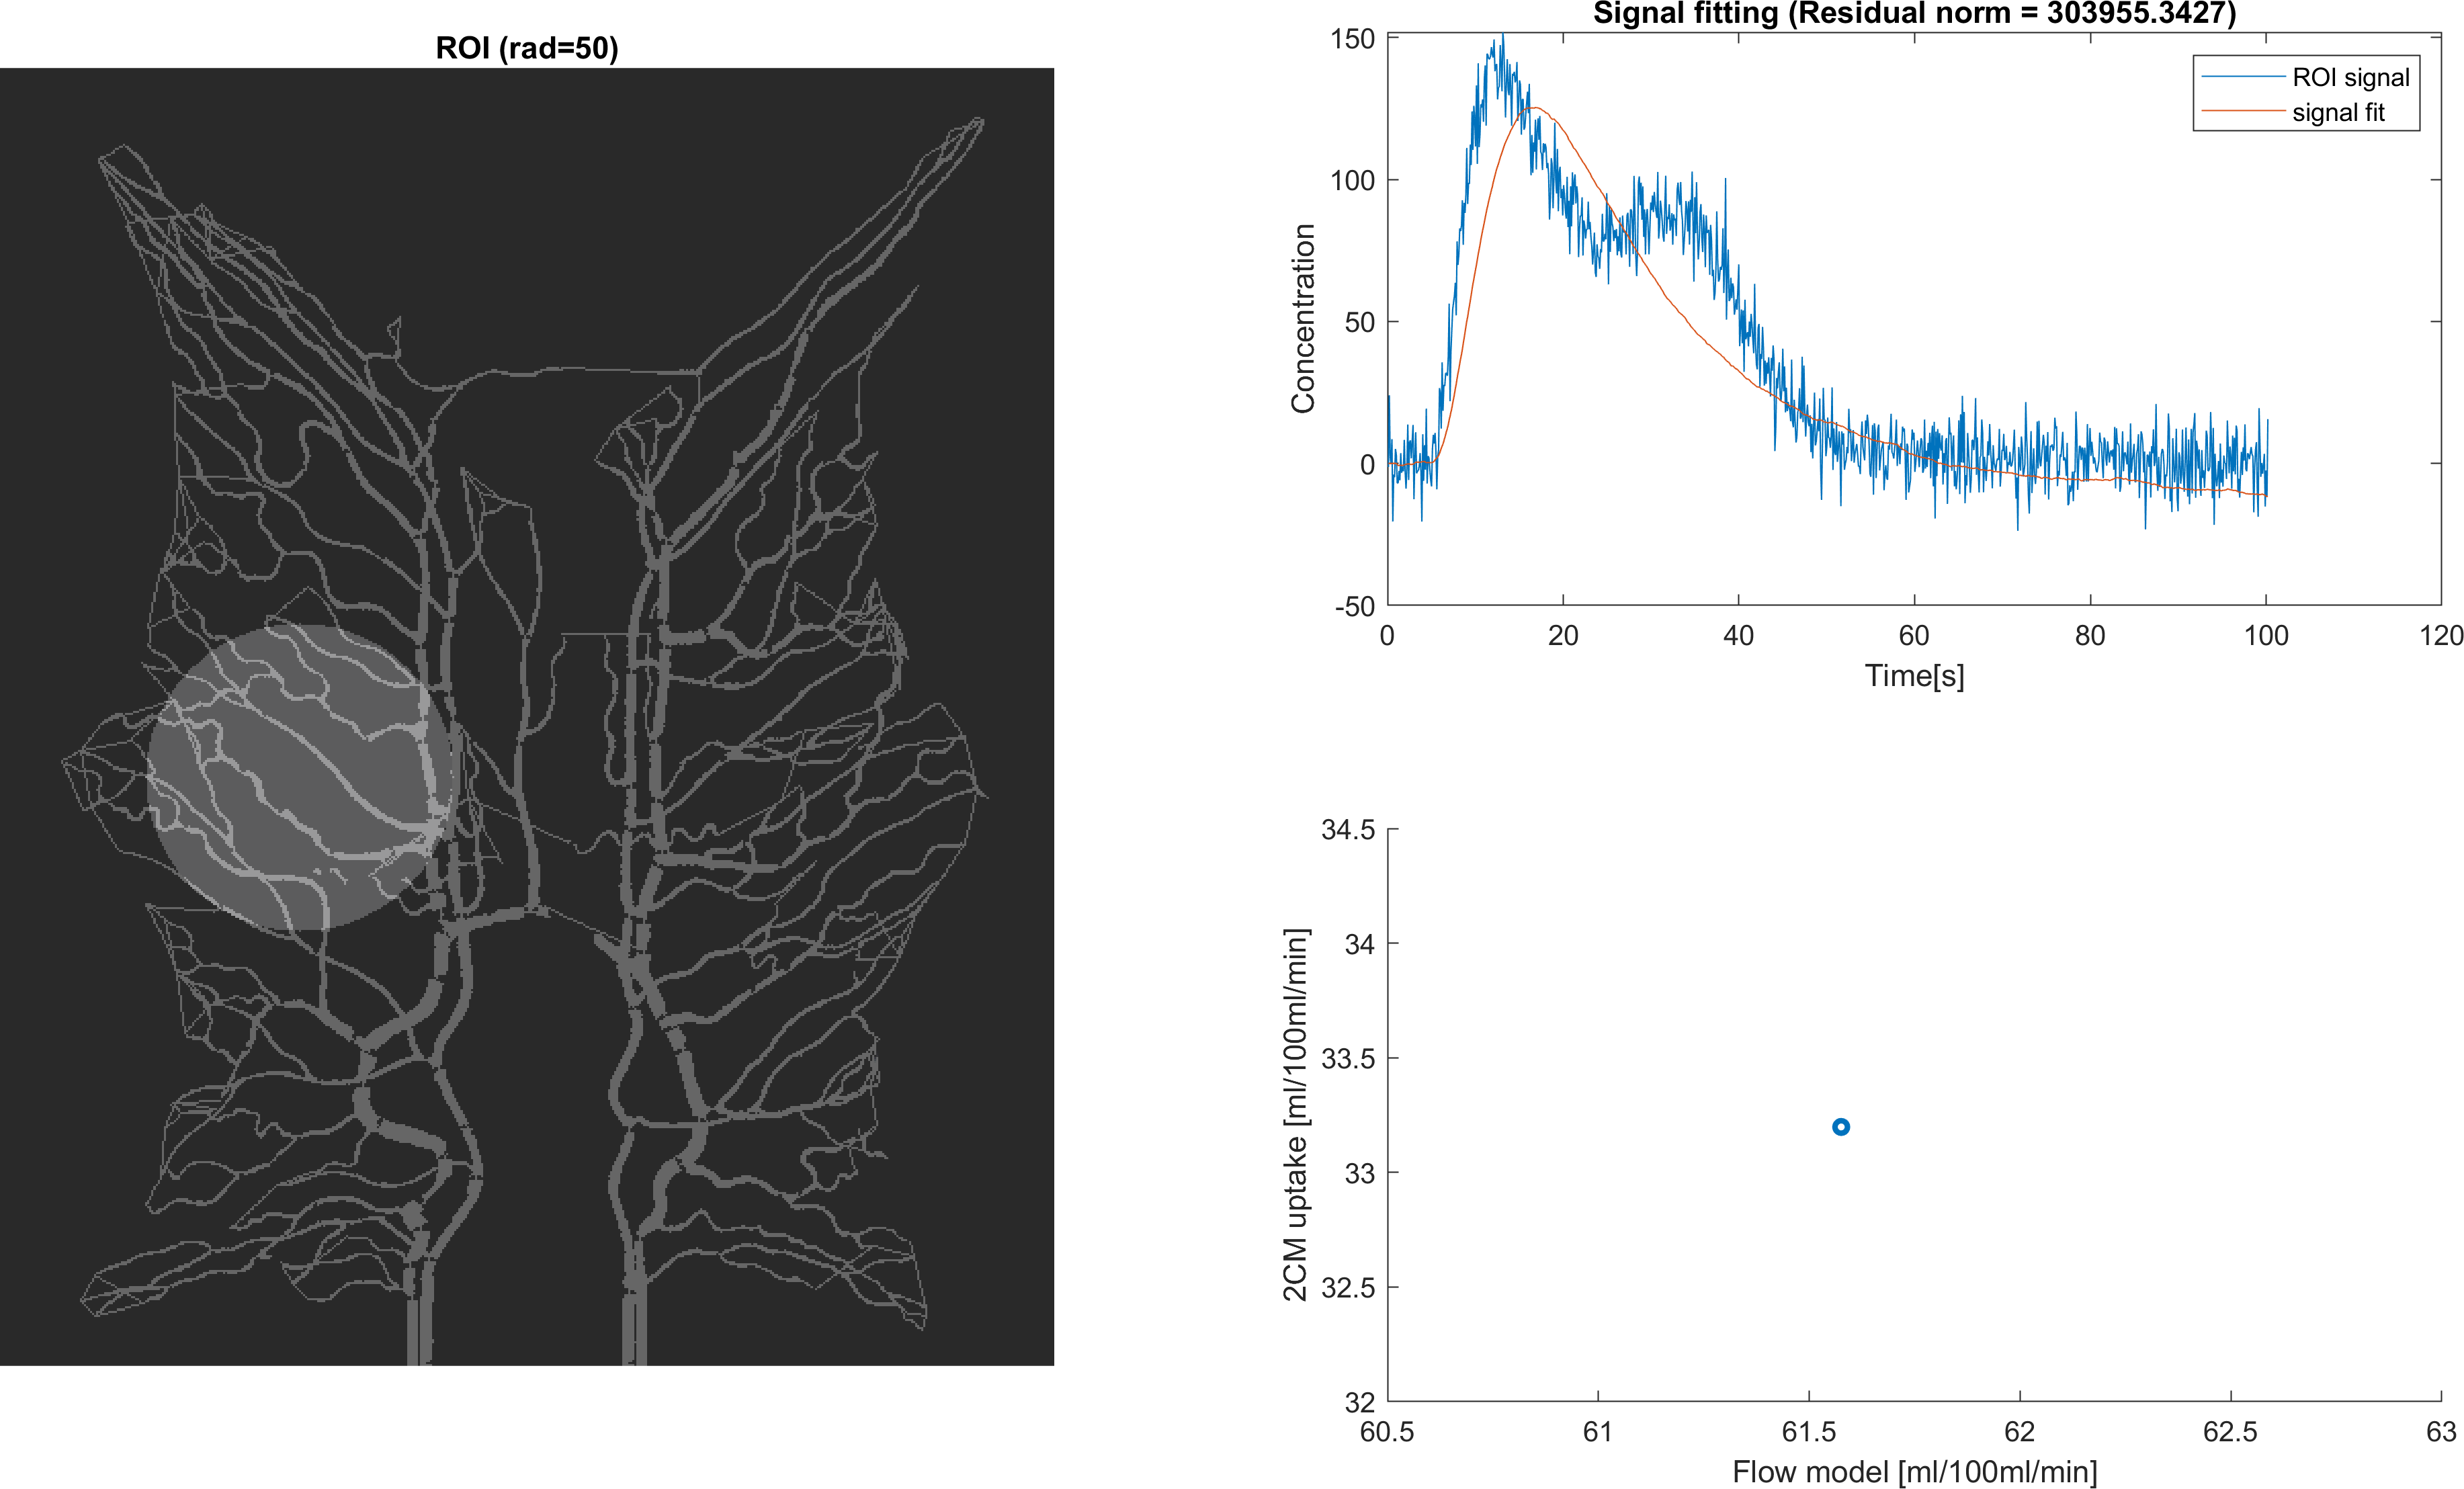 ROI (rad=50)
Signal fitting (Residual norm = 303955.3427)
150
100
50
0
-50
Concentration
ROI signal
signal fit
0 20 40 60 80 100 120
Time[s]
34.5
34
33.5
33
32.5
32
2CM uptake [ml/100ml/min]
60.5 61 61.5 62 62.5 63
Flow model [ml/100ml/min]